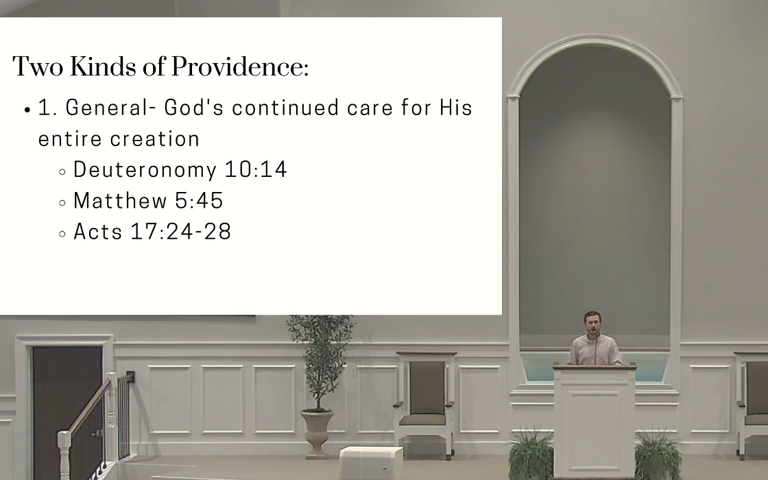 Two Kinds of Providence:
• 1. General- God's continued care for His
entire creation
○ Deuteronomy 10:14
○ Matthew 5:45
○ Acts 17:24-28